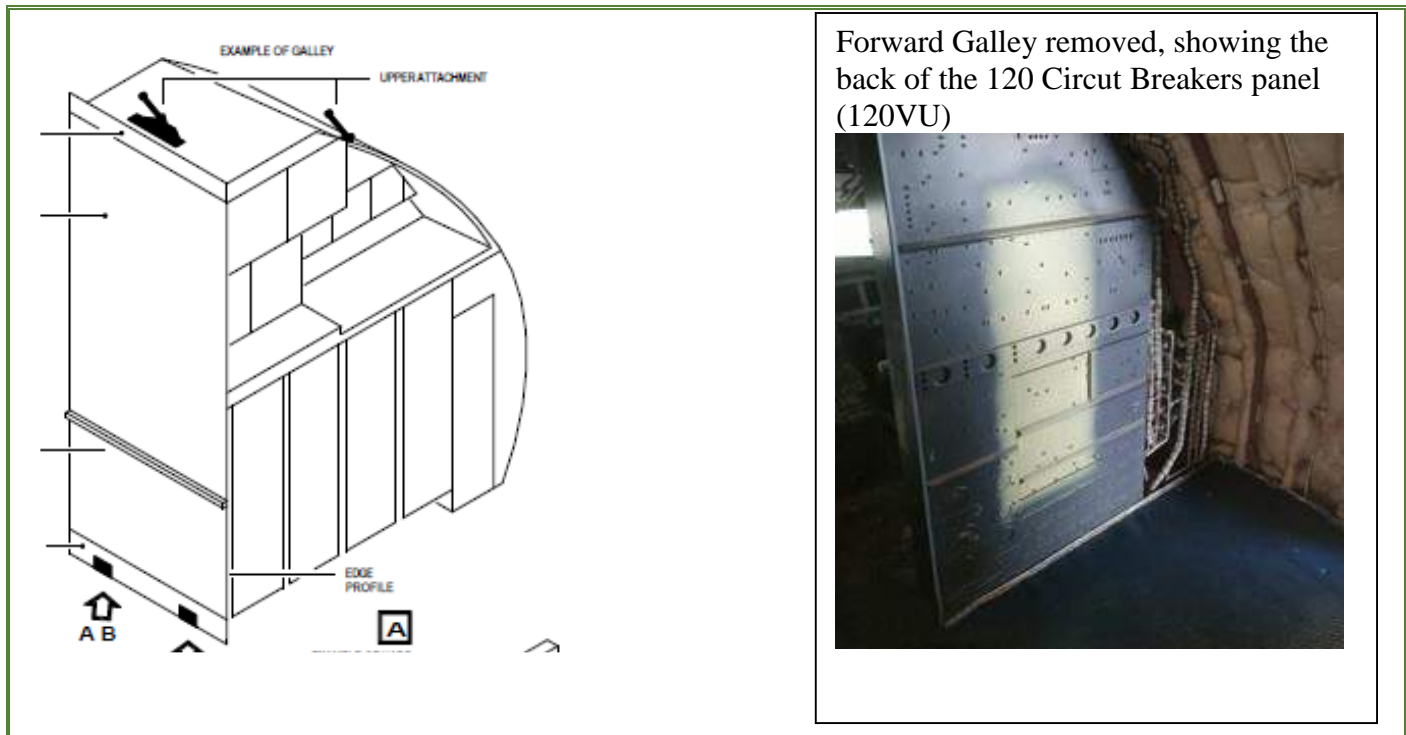 EXAMPLE OF GALLEY
UPPER ATTACHMENT
EDGE
PROFILE
A B
A
Forward Galley removed, showing the
back of the 120 Circut Breakers panel
(120VU)